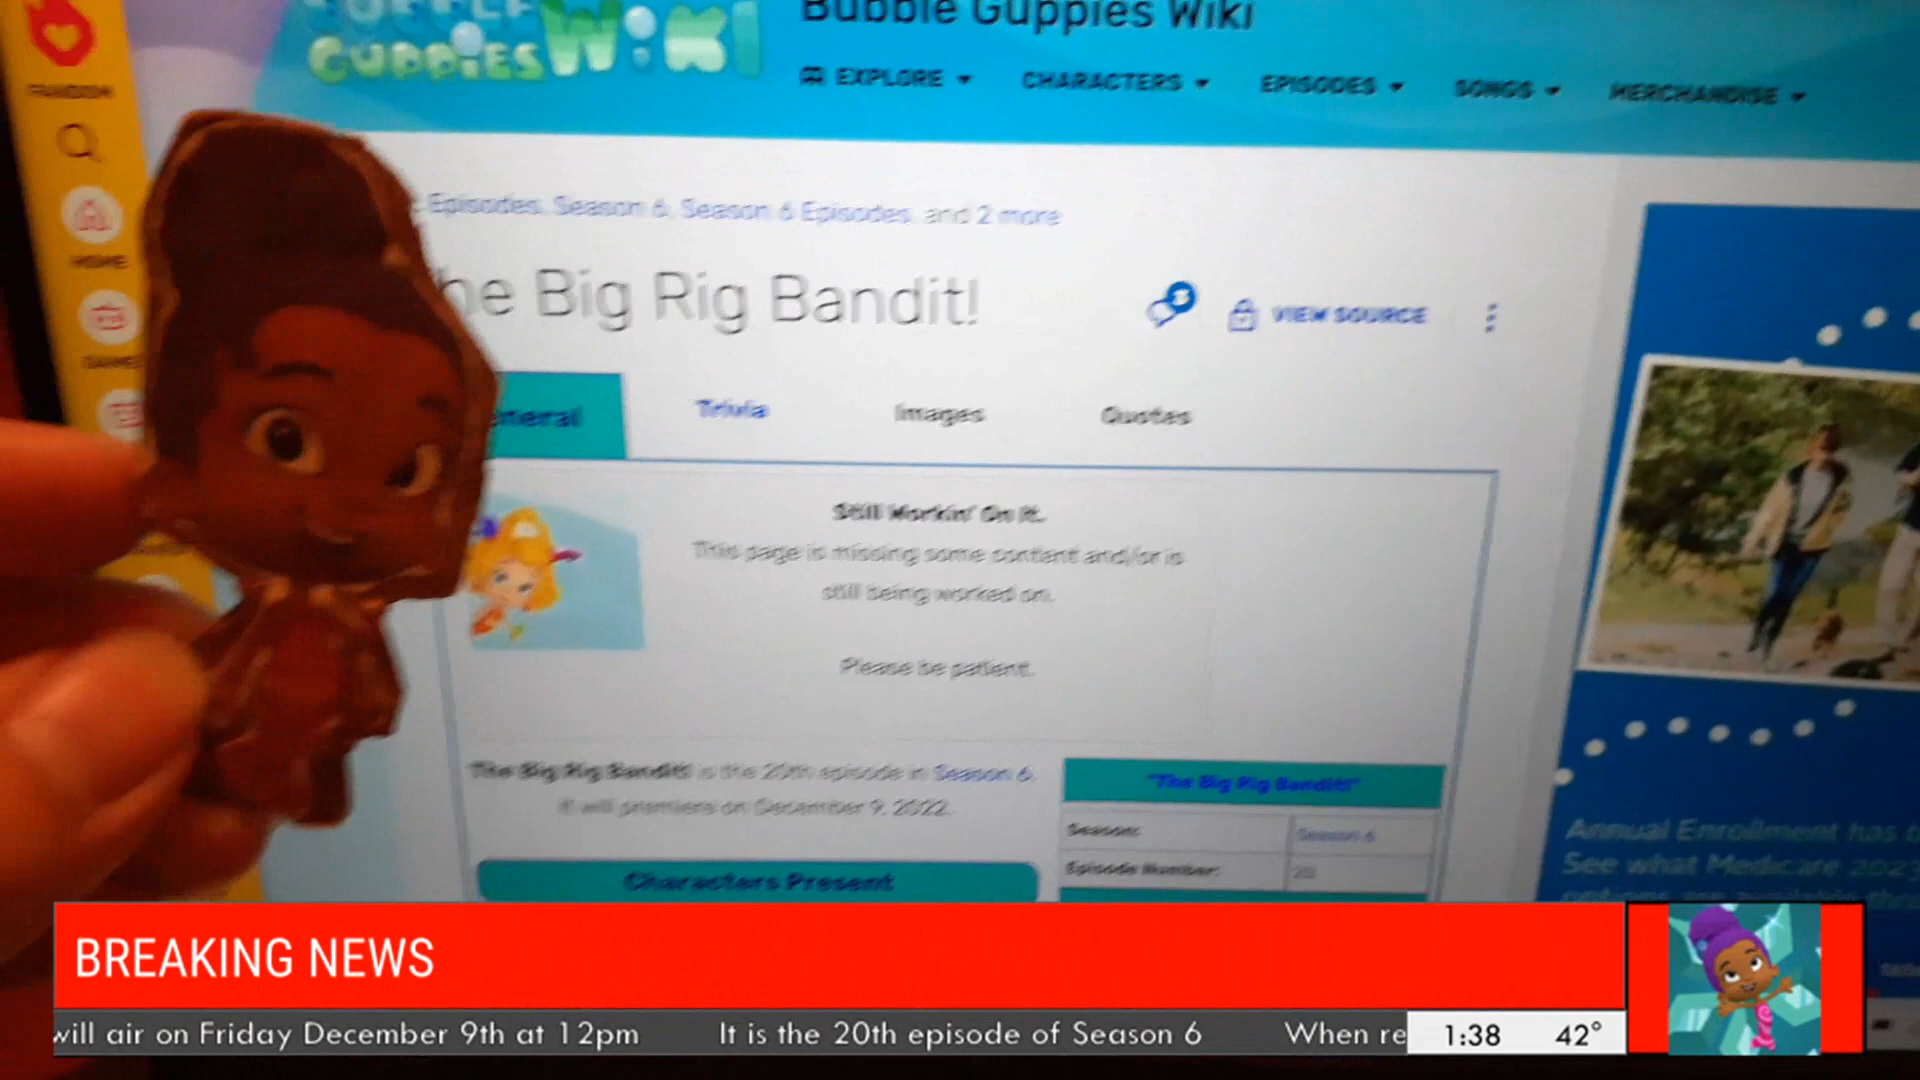 BUBBLE
GUPPIES WIKI
Bubble Guppies Wiki
EXPLORE CHARACTERS EPISODES SONGS MERCHANDISE
FANDOM
HOME
GAMES
Episodes, Season 6, Season 6 Episodes, and 2 more
he Big Rig Bandit!
VIEW SOURCE
neral Trivia Images Quotes
Still Workin' On It.
This page is missing some content and/or is
still being worked on.
Please be patient.
The Big Rig Bandit! is the 20th episode in Season 6.
It will premiere on December 9, 2022.
Characters Present
"The Big Rig Bandit!"
Season: Season 6
Episode Number: 20
Annual Enrollment has b
See what Medicare 2023
BREAKING NEWS
will air on Friday December 9th at 12pm It is the 20th episode of Season 6 When re
1:38 42°